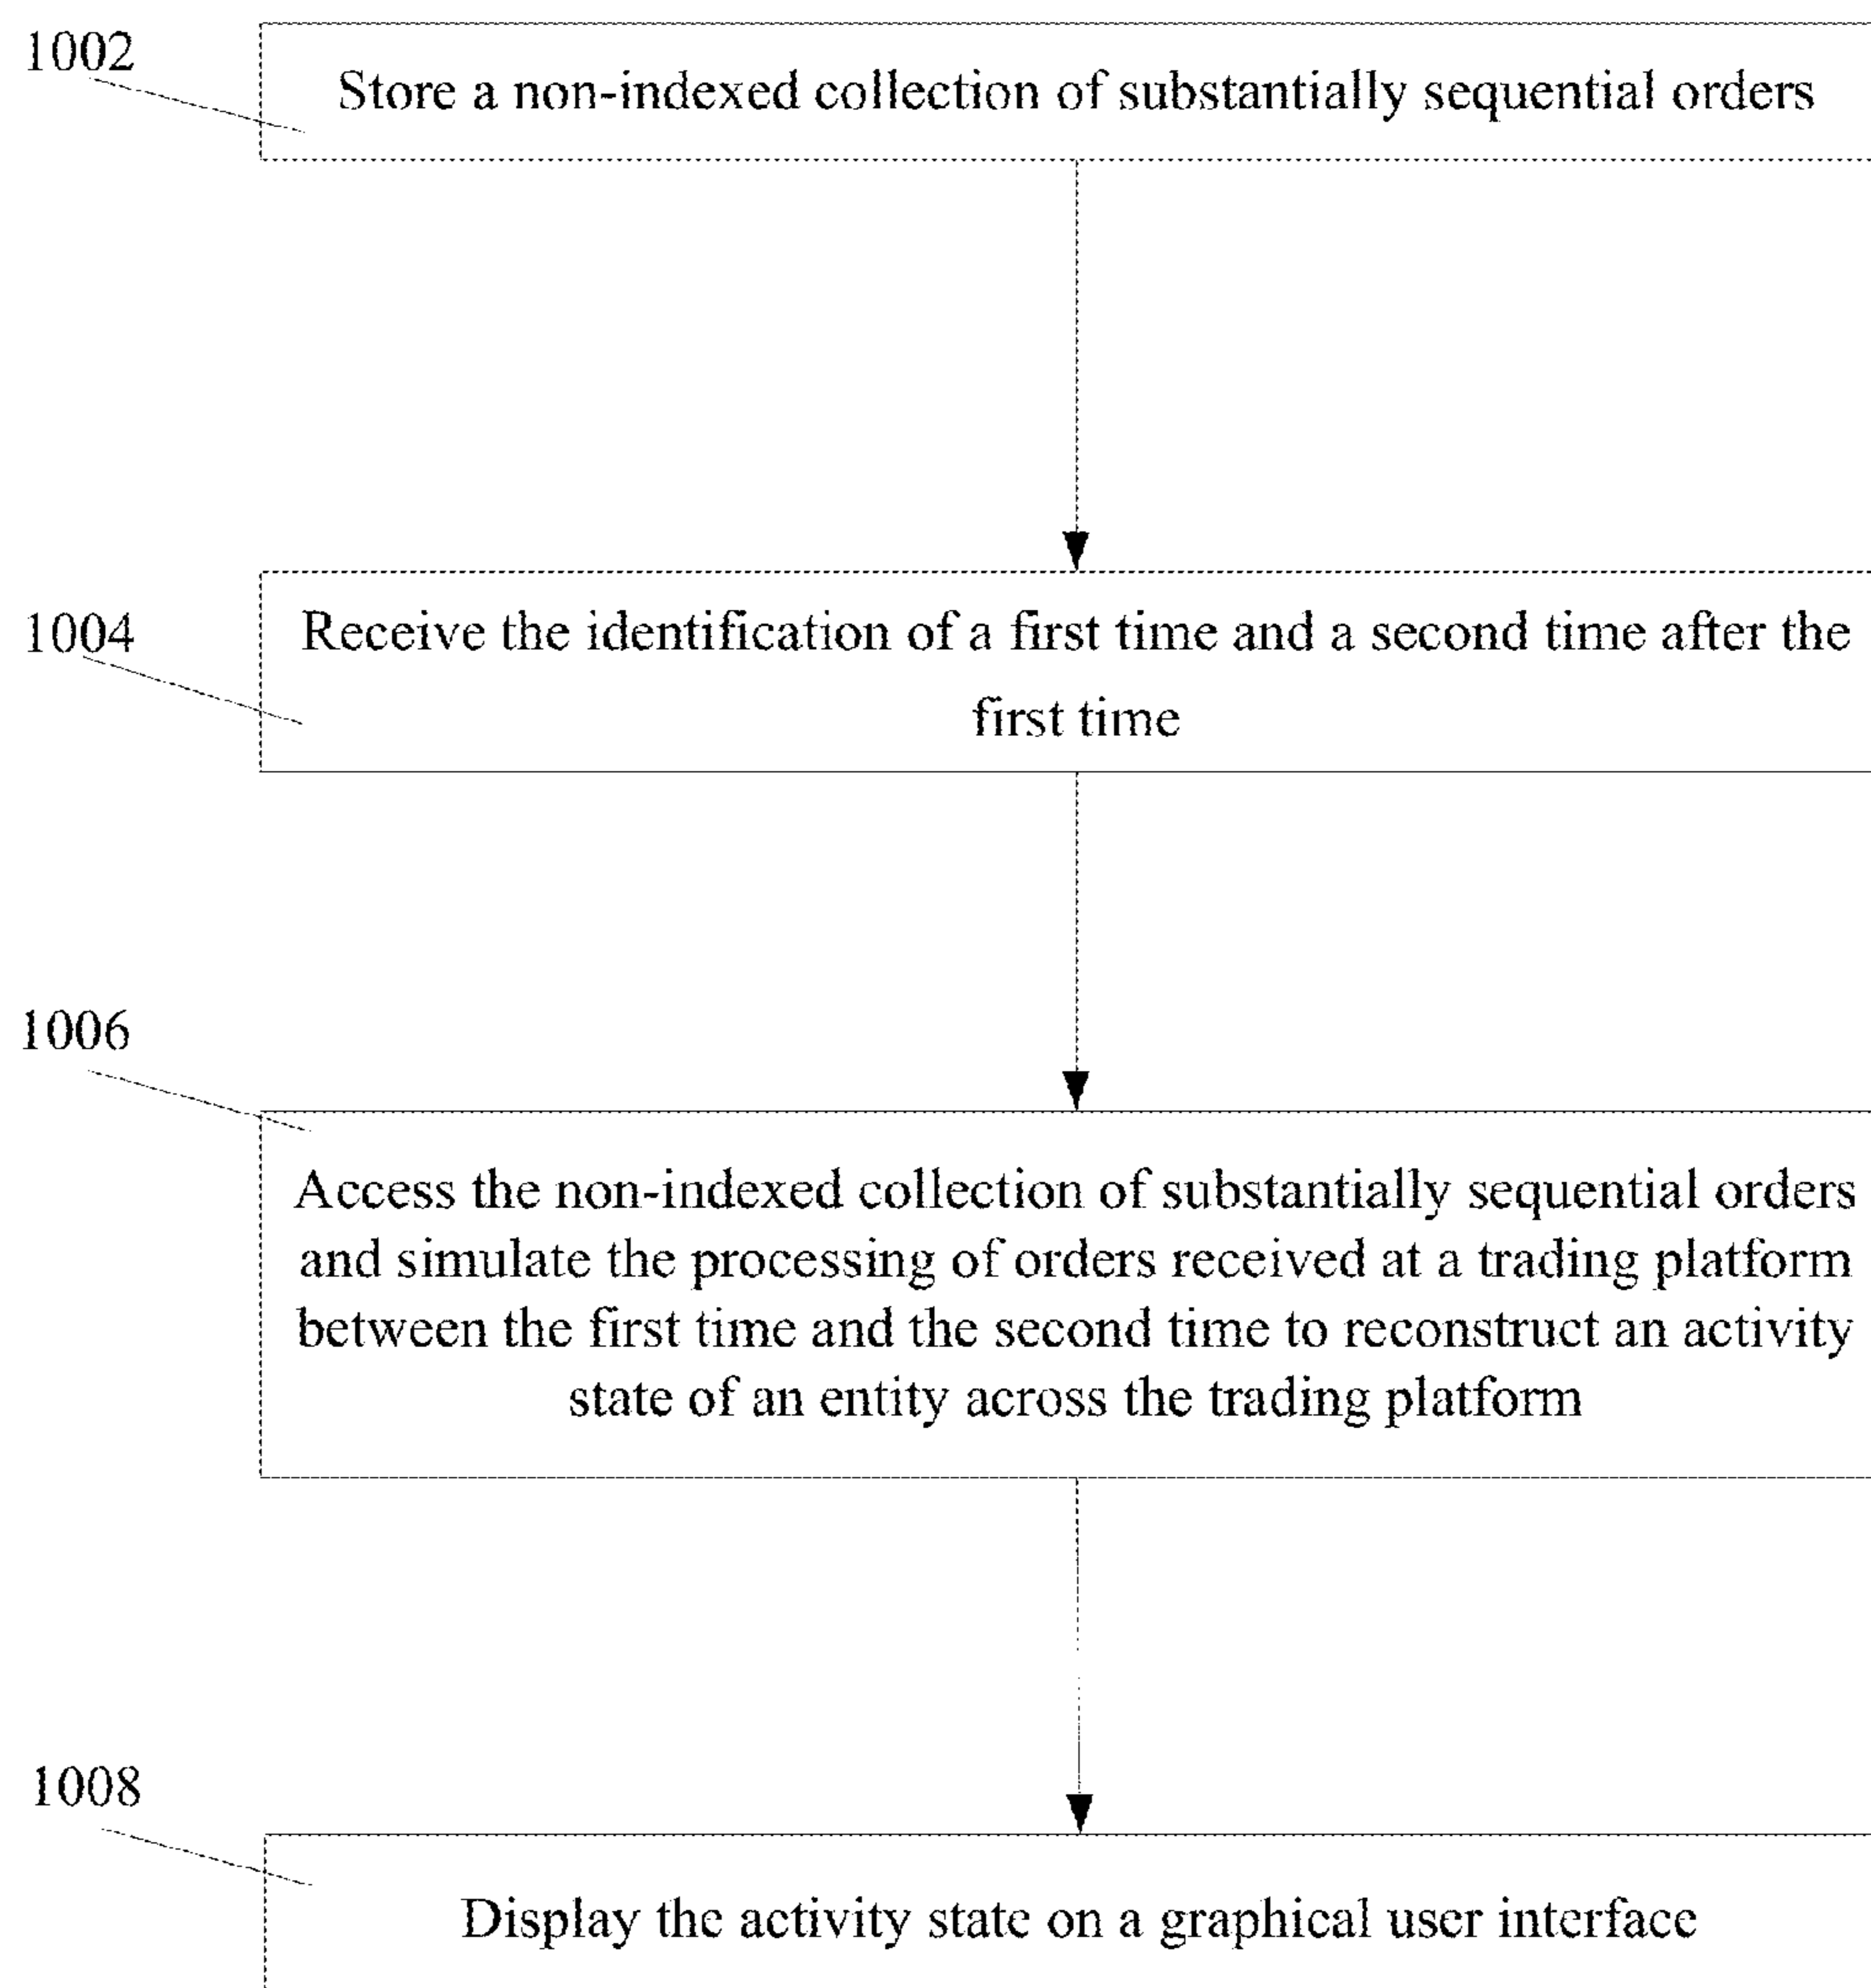 1002
Store a non-indexed collection of substantially sequential orders
1004
Receive the identification of a first time and a second time after the
first time
1006
Access the non-indexed collection of substantially sequential orders
and simulate the processing of orders received at a trading platform
between the first time and the second time to reconstruct an activity
state of an entity across the trading platform
1008
Display the activity state on a graphical user interface